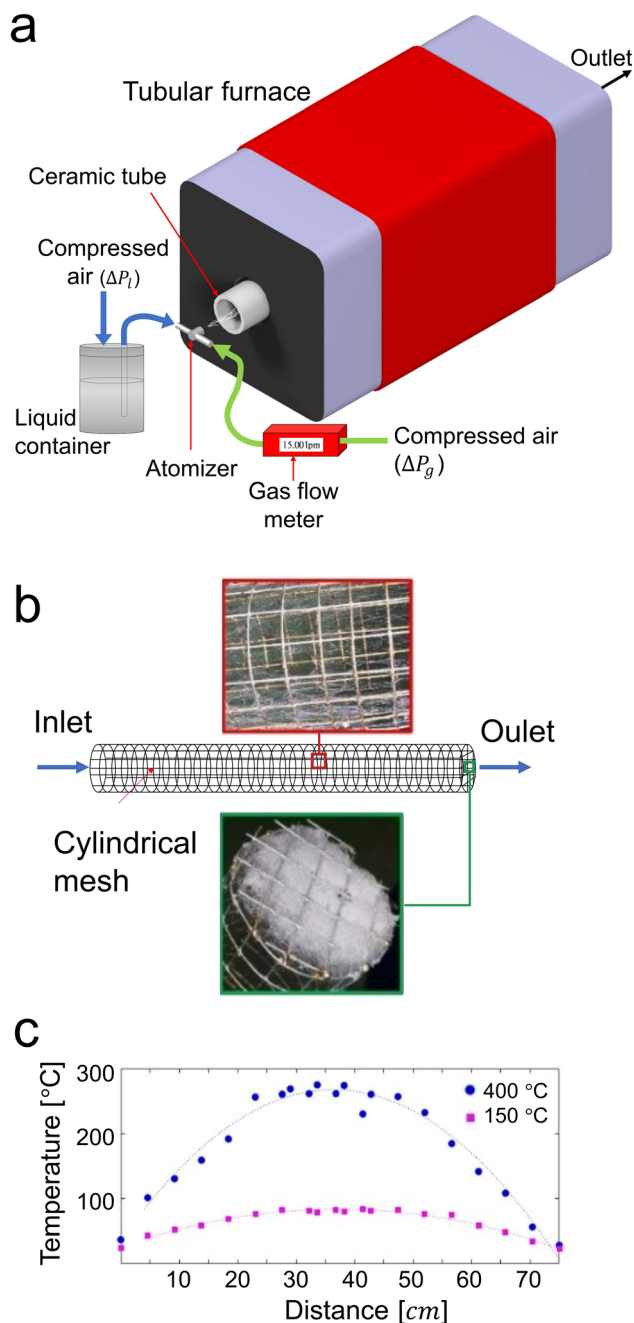 a
Outlet
Tubular furnace
Ceramic tube
Compressed
air (ΔP_l)
Liquid
container
Atomizer
15.001pm
Gas flow
meter
Compressed air
(ΔP_g)
b
Inlet
Oulet
Cylindrical
mesh
c
Temperature [°C]
300
200
100
400 °C
150 °C
10
20
30
40
50
60
70
Distance [cm]